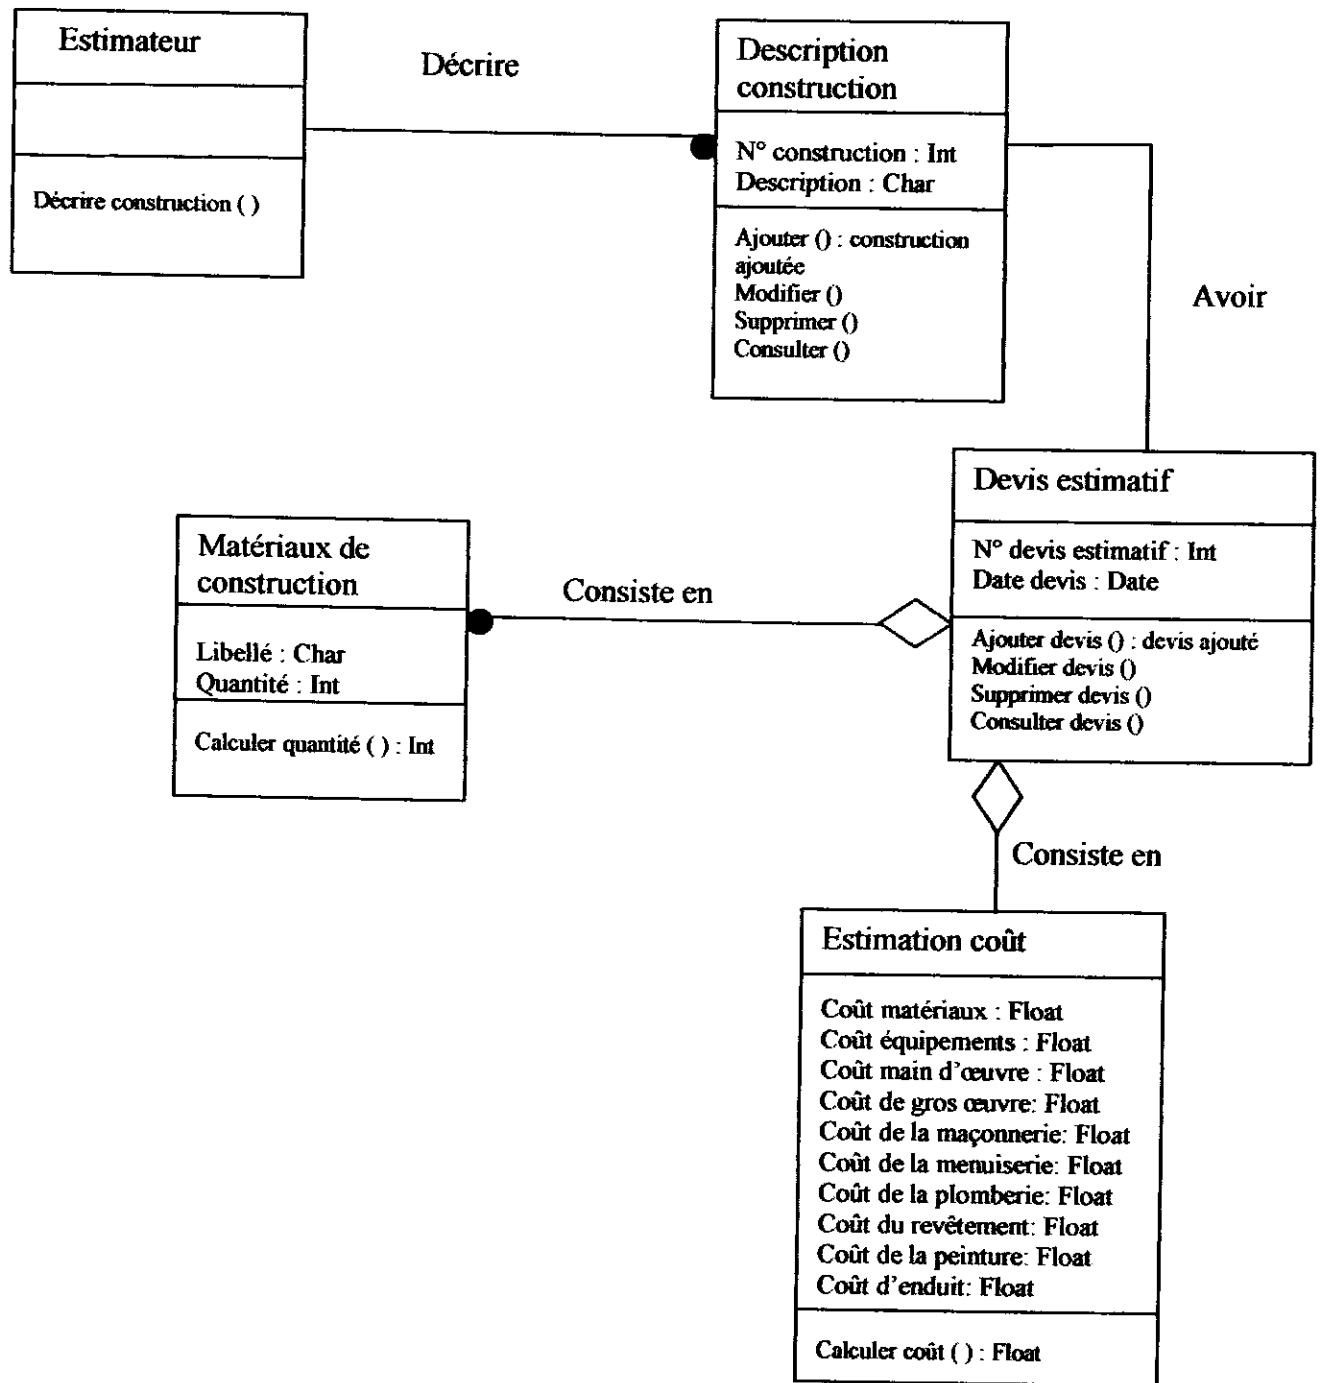 Estimateur
Décrire construction ( )
Décrire
Description
construction
N° construction : Int
Description : Char
Ajouter () : construction
ajoutée
Modifier ()
Supprimer ()
Consulter ()
Avoir
Devis estimatif
N° devis estimatif : Int
Date devis : Date
Ajouter devis () : devis ajouté
Modifier devis ()
Supprimer devis ()
Consulter devis ()
Consiste en
Matériaux de
construction
Libellé : Char
Quantité : Int
Calculer quantité ( ) : Int
Consiste en
Estimation coût
Coût matériaux : Float
Coût équipements : Float
Coût main d'œuvre : Float
Coût de gros œuvre: Float
Coût de la maçonnerie: Float
Coût de la menuiserie: Float
Coût de la plomberie: Float
Coût du revêtement: Float
Coût de la peinture: Float
Coût d'enduit: Float
Calculer coût ( ) : Float